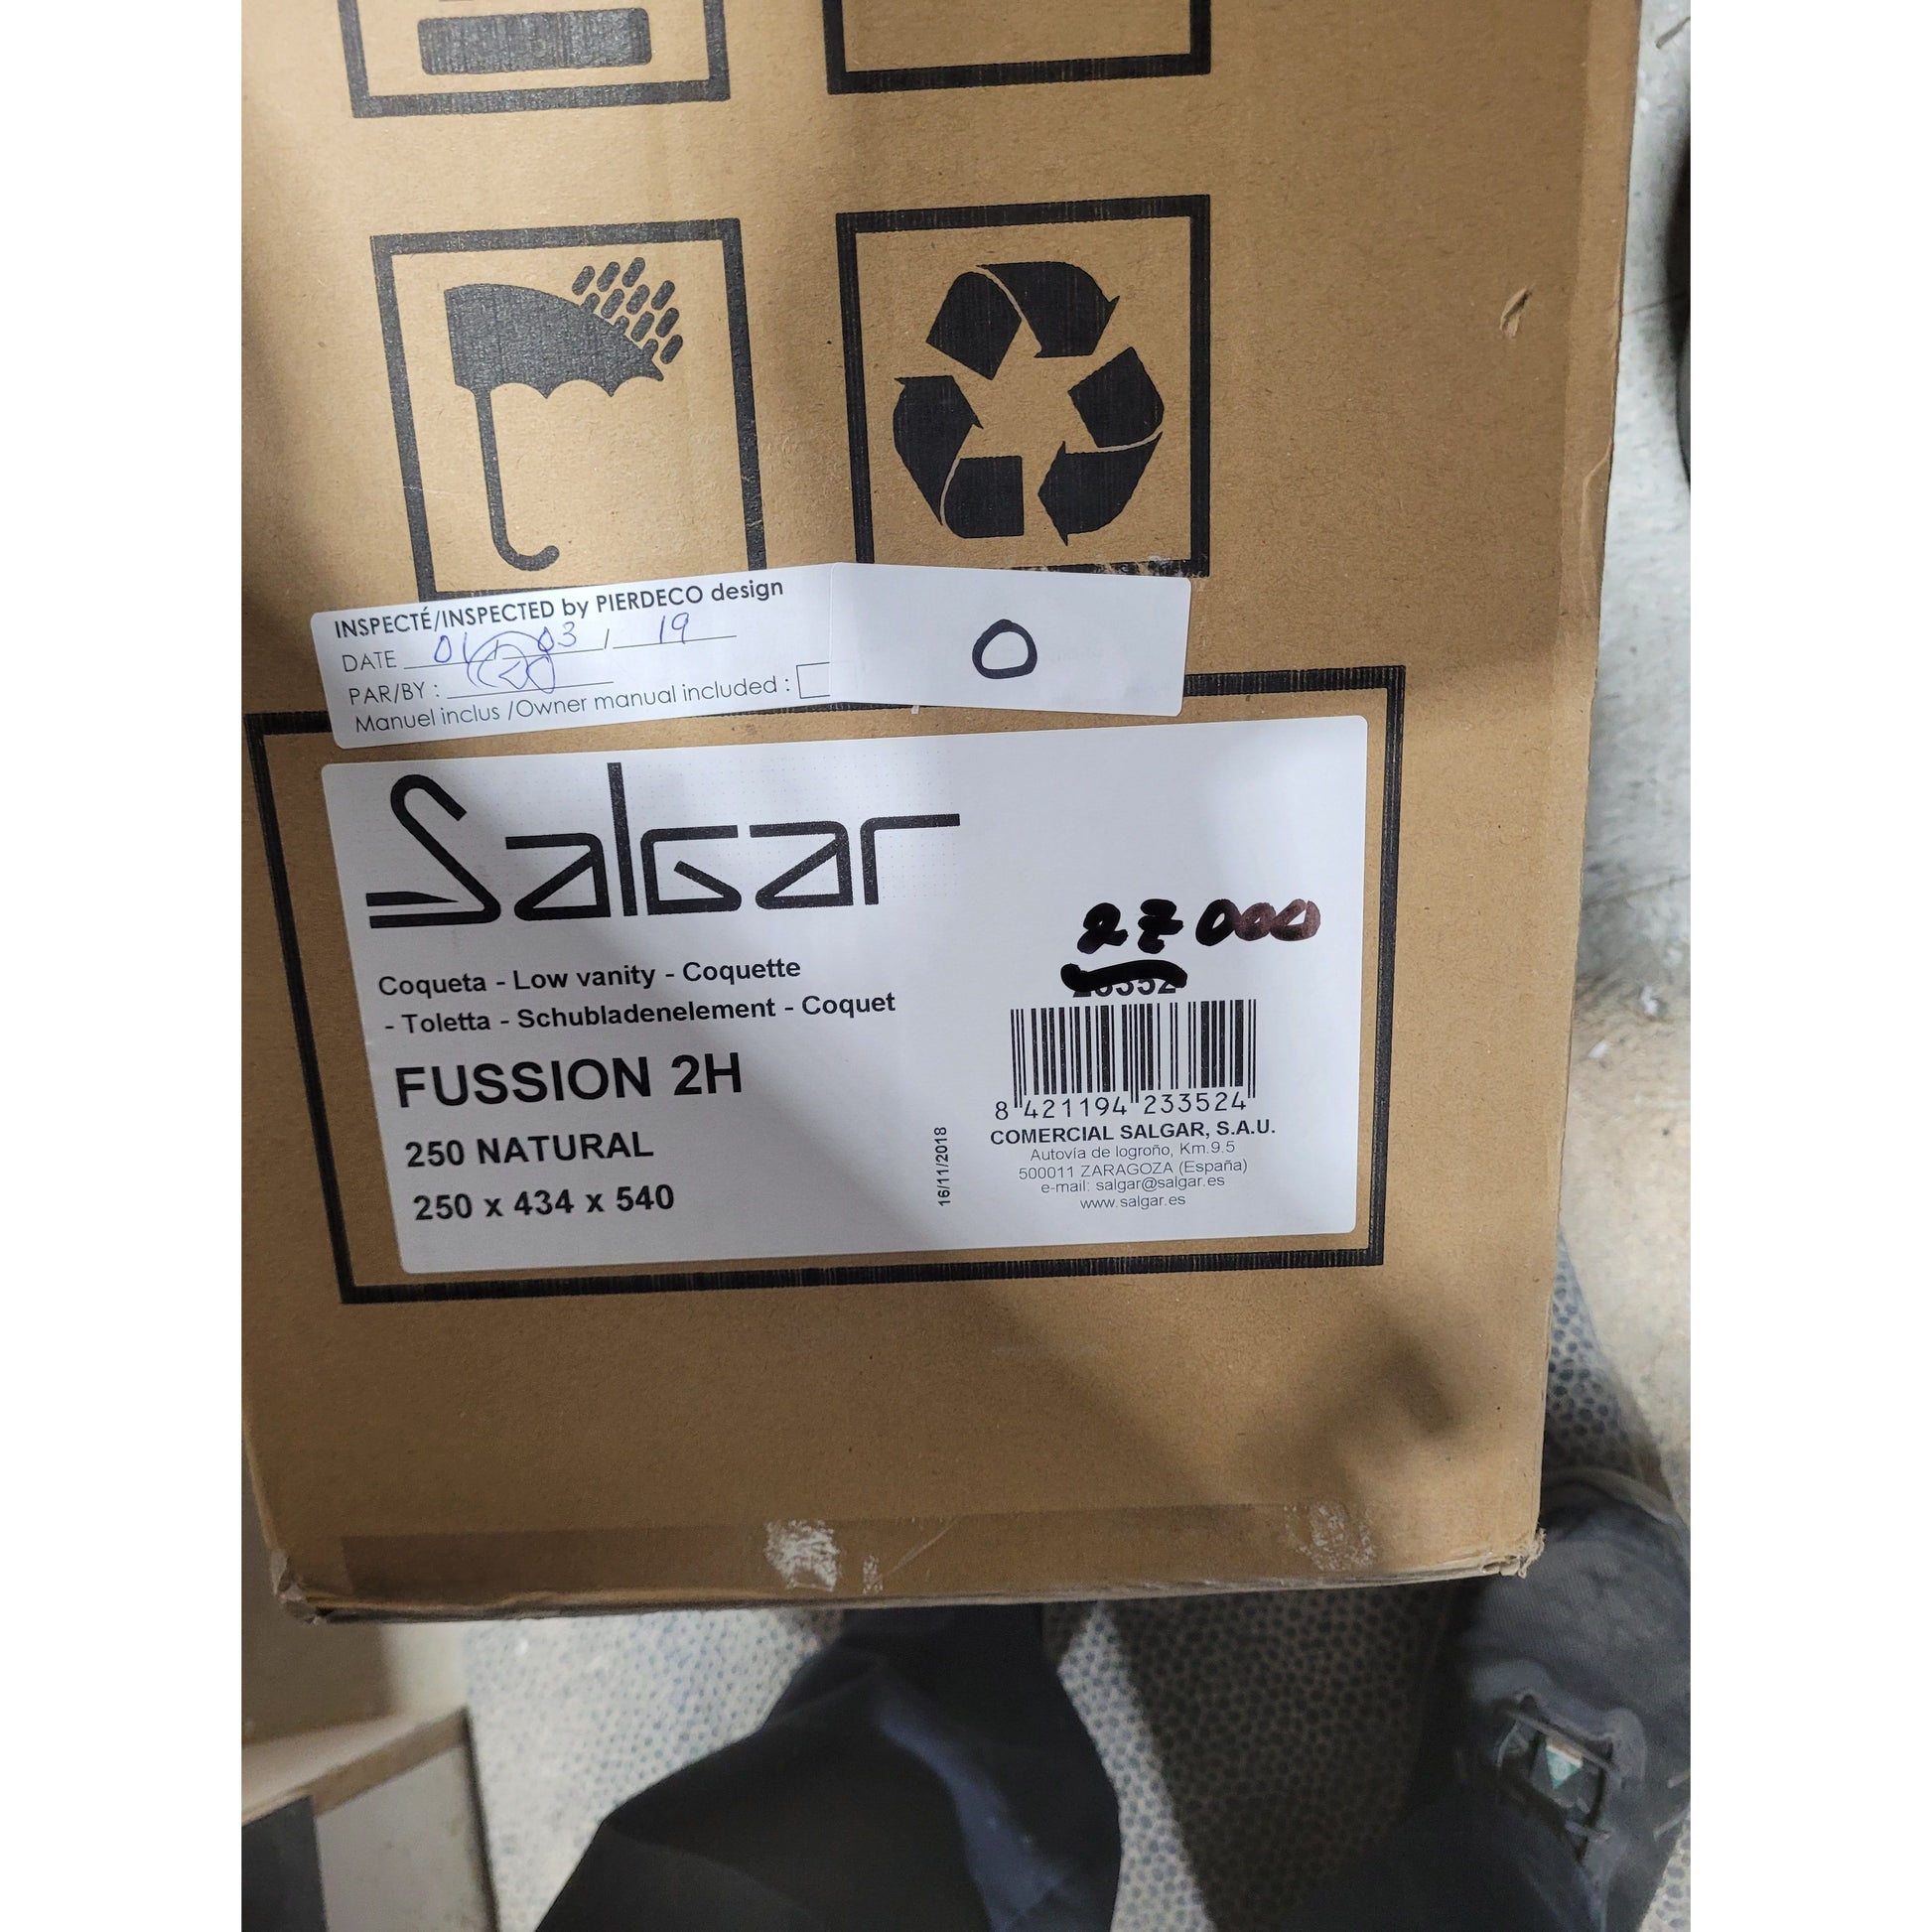 INSPECTÉ/INSPECTED by PIERDECO design
DATE 01 / 03 / 19
PAR/BY :
Manuel inclus /Owner manual included :
O
Salgar
Coqueta - Low vanity - Coquette
- Toletta - Schubladenelement - Coquet
FUSSION 2H
250 NATURAL
250 x 434 x 540
16/11/2018
8 421194 233524
COMERCIAL SALGAR, S.A.U.
Autovía de logroño, Km.9.5
500011 ZARAGOZA (España)
e-mail: salgar@salgar.es
www.salgar.es